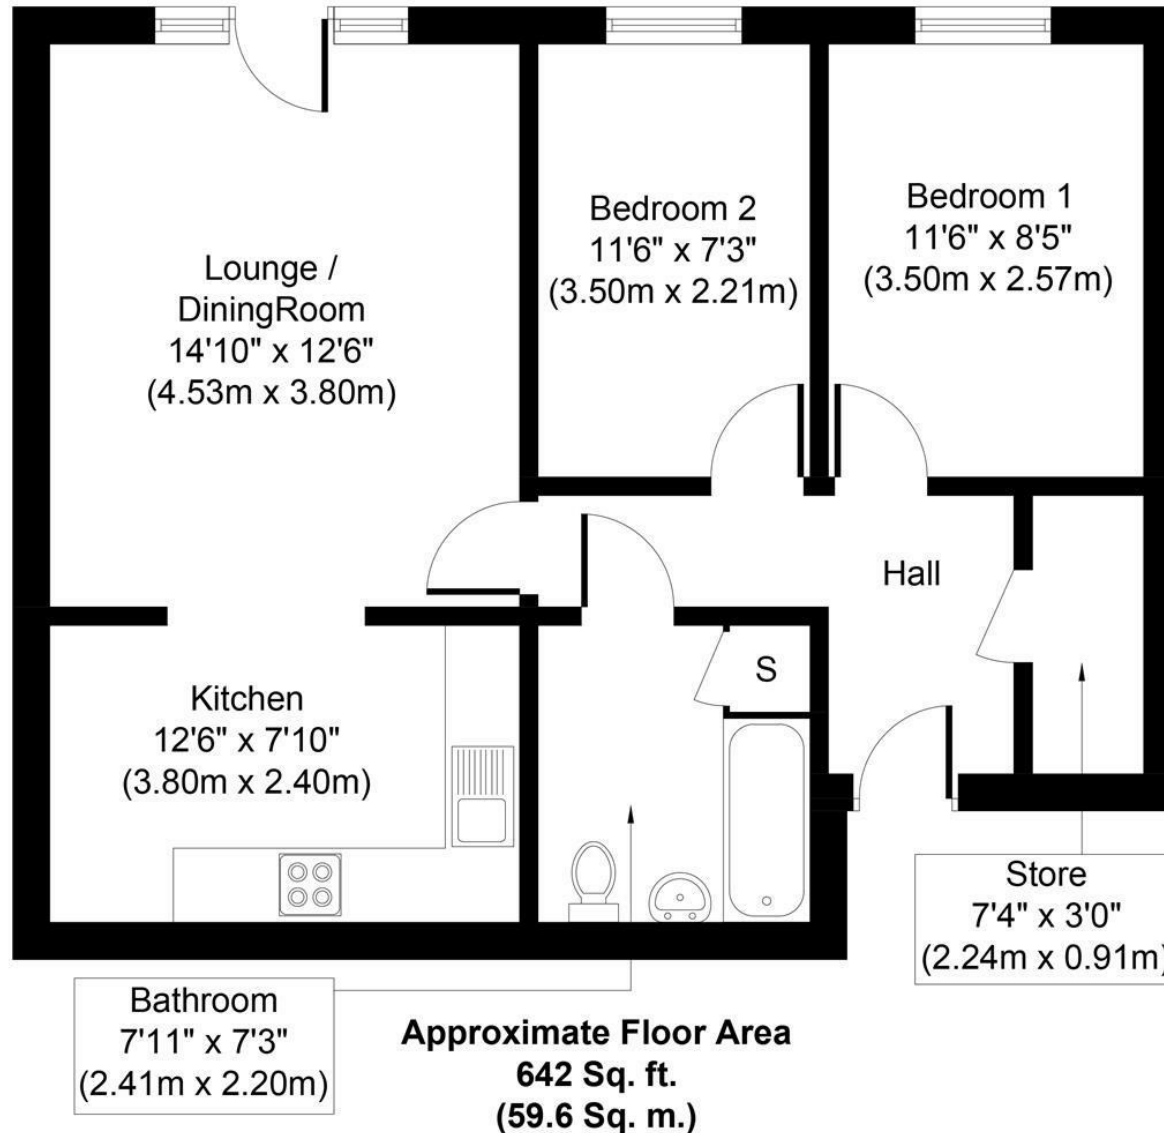 Lounge /
DiningRoom
14'10" x 12'6"
(4.53m x 3.80m)
Bedroom 2
11'6" x 7'3"
(3.50m x 2.21m)
Bedroom 1
11'6" x 8'5"
(3.50m x 2.57m)
Hall
Kitchen
12'6" x 7'10"
(3.80m x 2.40m)
S
Store
7'4" x 3'0"
(2.24m x 0.91m)
Bathroom
7'11" x 7'3"
(2.41m x 2.20m)
Approximate Floor Area
642 Sq. ft.
(59.6 Sq. m.)